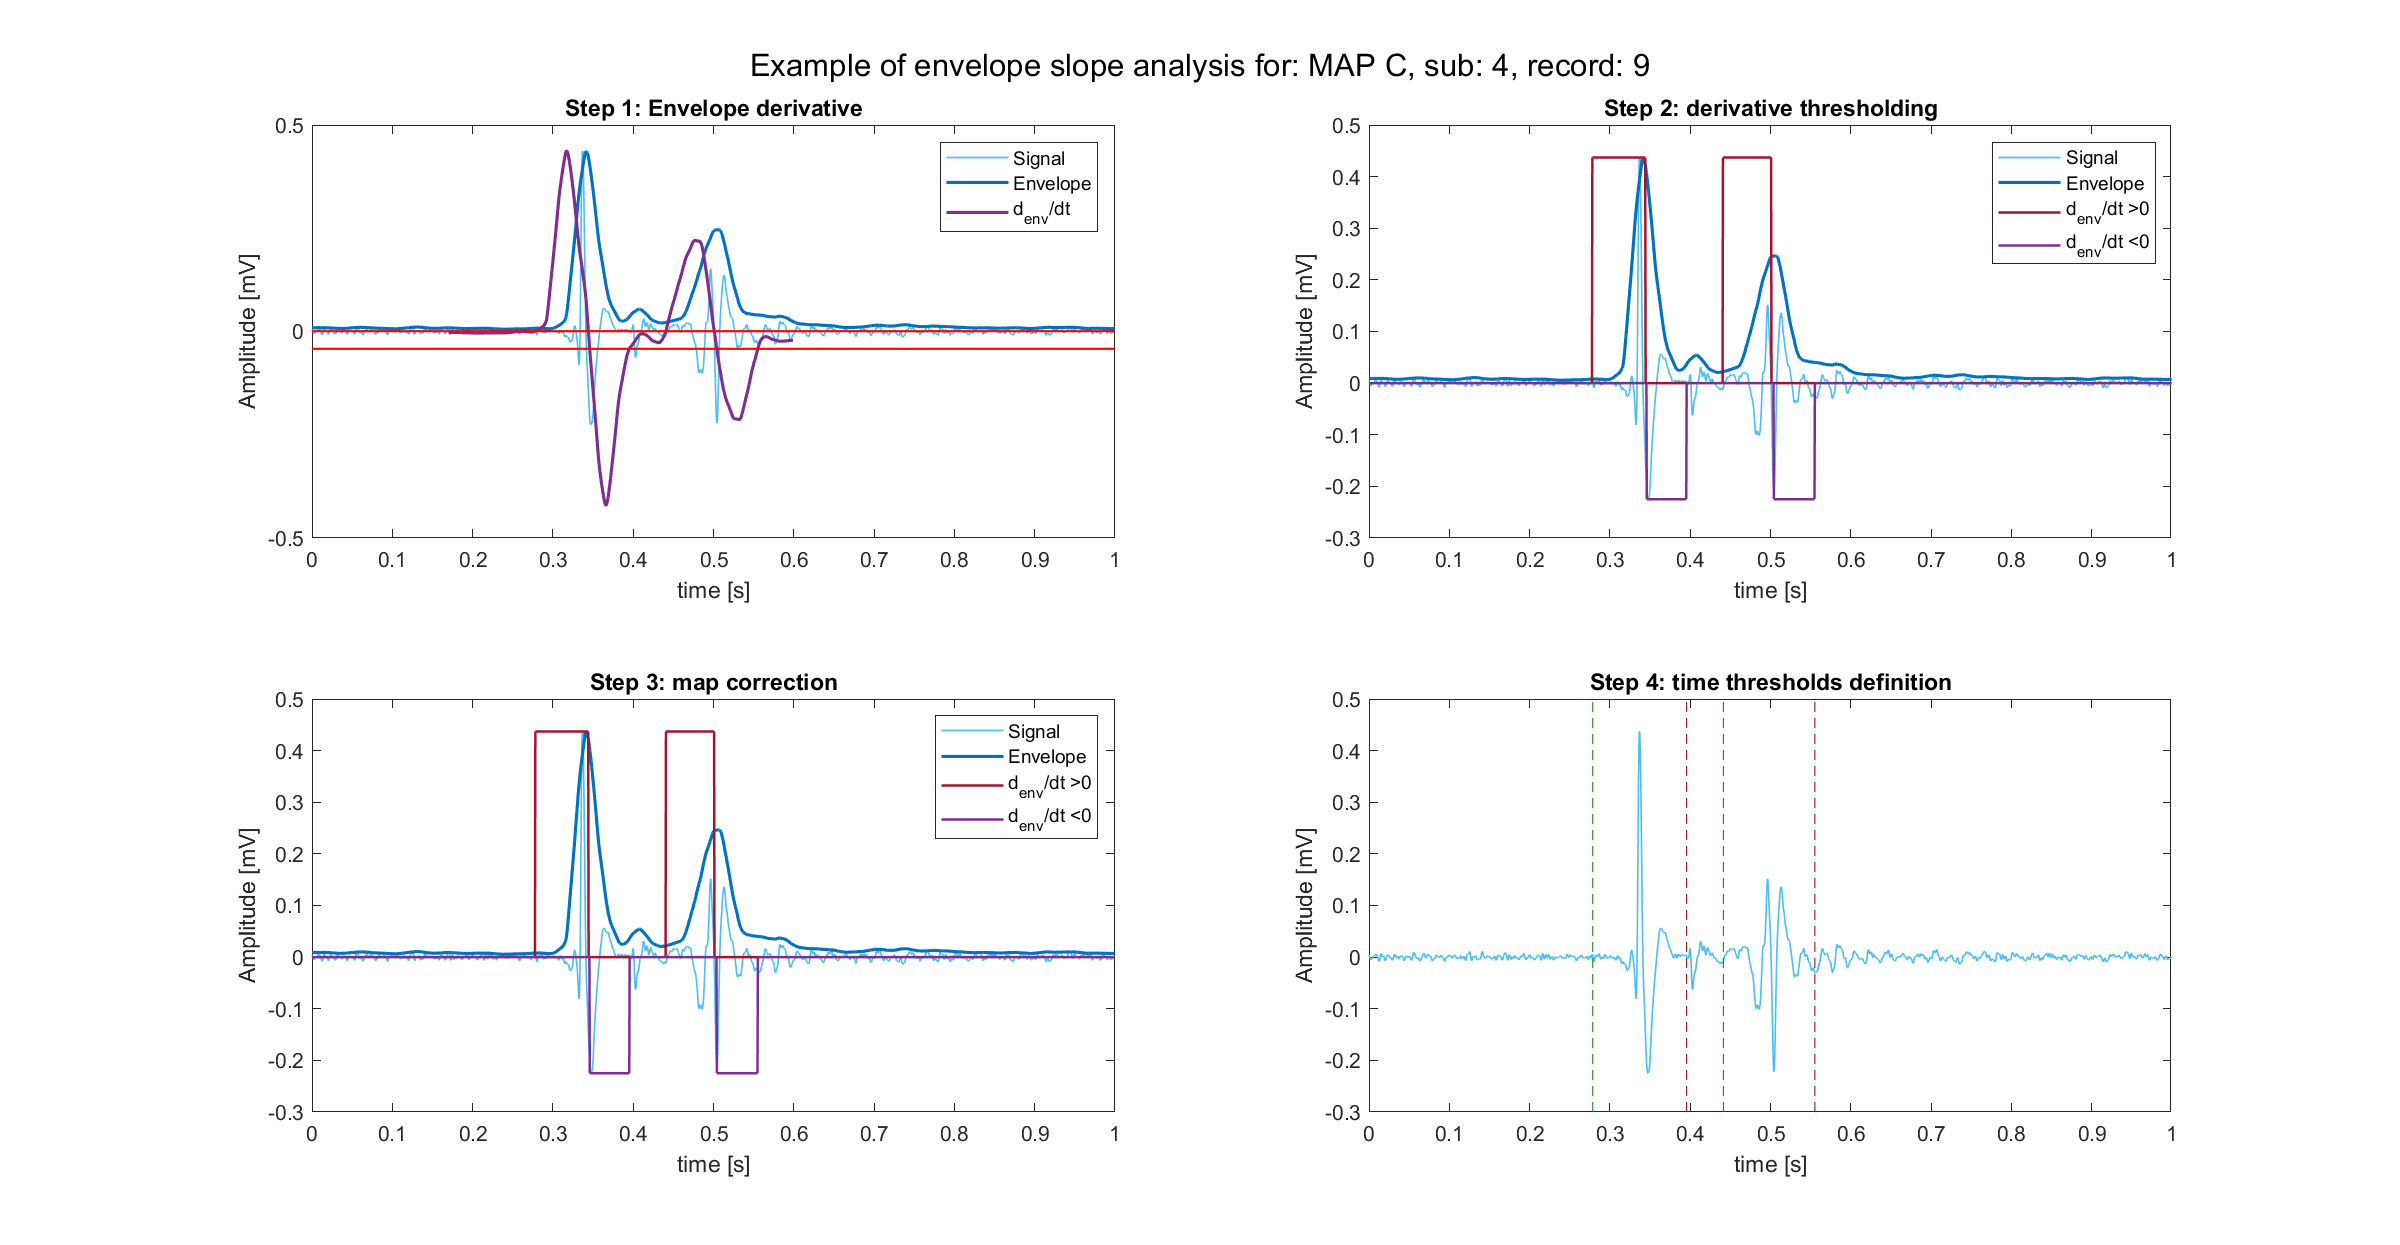 Example of envelope slope analysis for: MAP C, sub: 4, record: 9
Step 1: Envelope derivative
0.5
0
-0.5
Amplitude [mV]
Signal
Envelope
d_env/dt
0 0.1 0.2 0.3 0.4 0.5 0.6 0.7 0.8 0.9 1
time [s]
Step 2: derivative thresholding
0.5
0.4
0.3
0.2
0.1
0
-0.1
-0.2
-0.3
Amplitude [mV]
Signal
Envelope
d_env/dt >0
d_env/dt <0
0 0.1 0.2 0.3 0.4 0.5 0.6 0.7 0.8 0.9 1
time [s]
Step 3: map correction
0.5
0.4
0.3
0.2
0.1
0
-0.1
-0.2
-0.3
Amplitude [mV]
Signal
Envelope
d_env/dt >0
d_env/dt <0
0 0.1 0.2 0.3 0.4 0.5 0.6 0.7 0.8 0.9 1
time [s]
Step 4: time thresholds definition
0.5
0.4
0.3
0.2
0.1
0
-0.1
-0.2
-0.3
Amplitude [mV]
0 0.1 0.2 0.3 0.4 0.5 0.6 0.7 0.8 0.9 1
time [s]